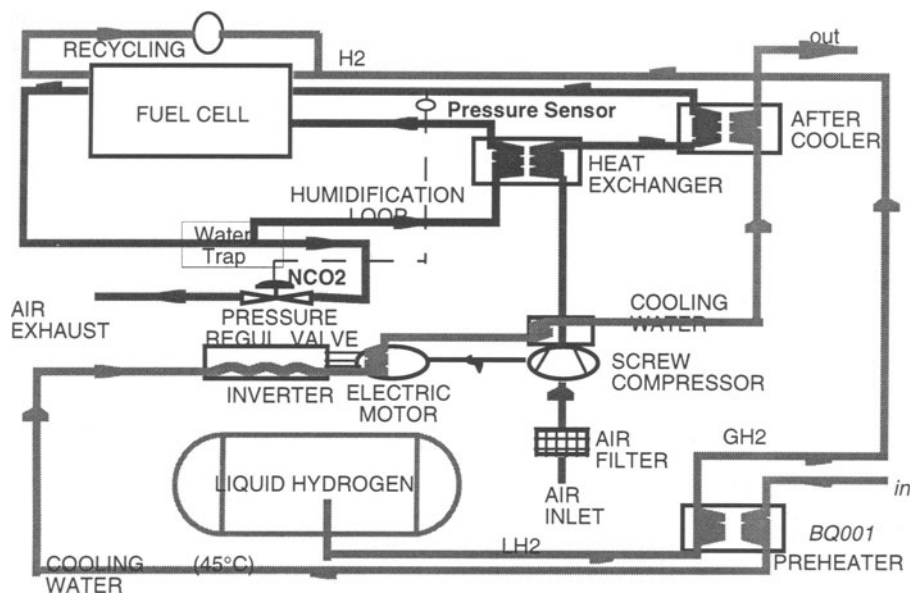 out
RECYCLING
H2
FUEL CELL
Pressure Sensor
AFTER
COOLER
HEAT
EXCHANGER
HUMIDIFICATION
LOOP
Water
Trap
NCO2
AIR
EXHAUST
PRESSURE
REGUL VALVE
COOLING
WATER
SCREW
COMPRESSOR
INVERTER
ELECTRIC
MOTOR
AIR
FILTER
GH2
LIQUID HYDROGEN
AIR
INLET
in
LH2
BQ001
PREHEATER
COOLING (45°C)
WATER